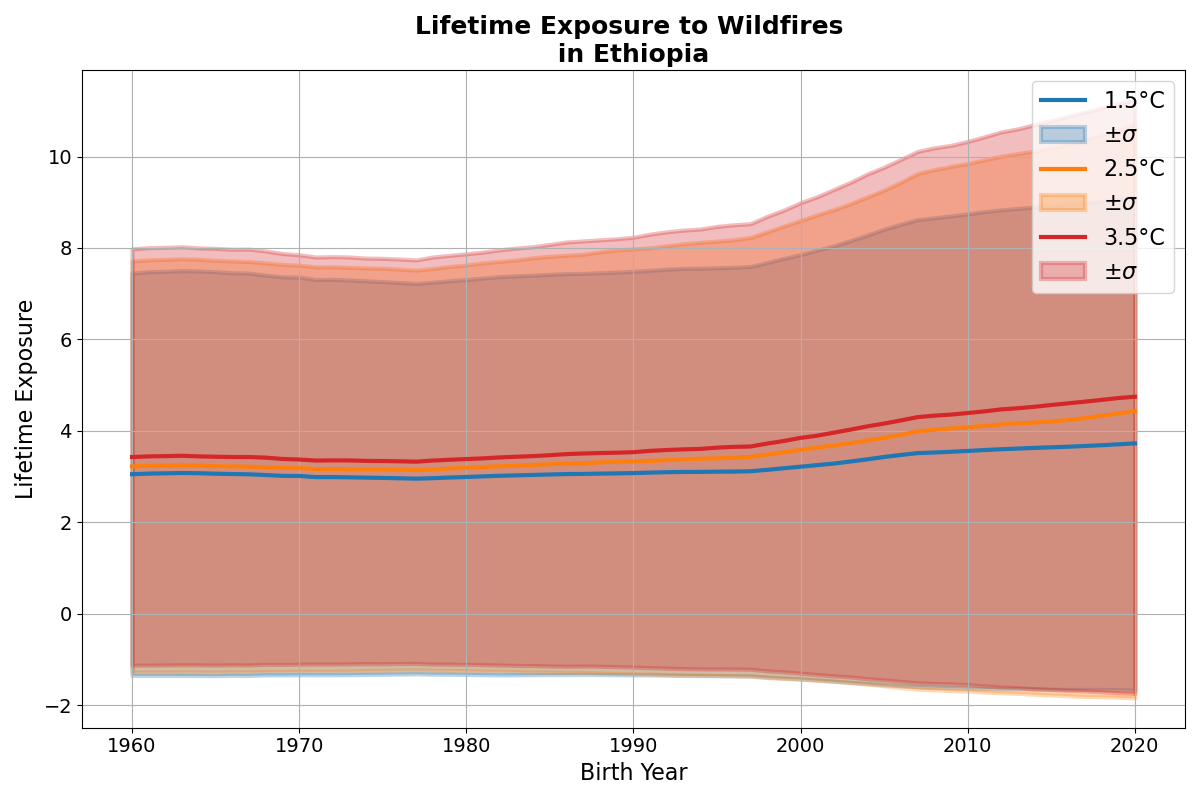 Lifetime Exposure to Wildfires
in Ethiopia
1.5°C
±σ
2.5°C
±σ
3.5°C
±σ
Lifetime Exposure
10
8
6
4
2
0
−2
1960 1970 1980 1990 2000 2010 2020
Birth Year